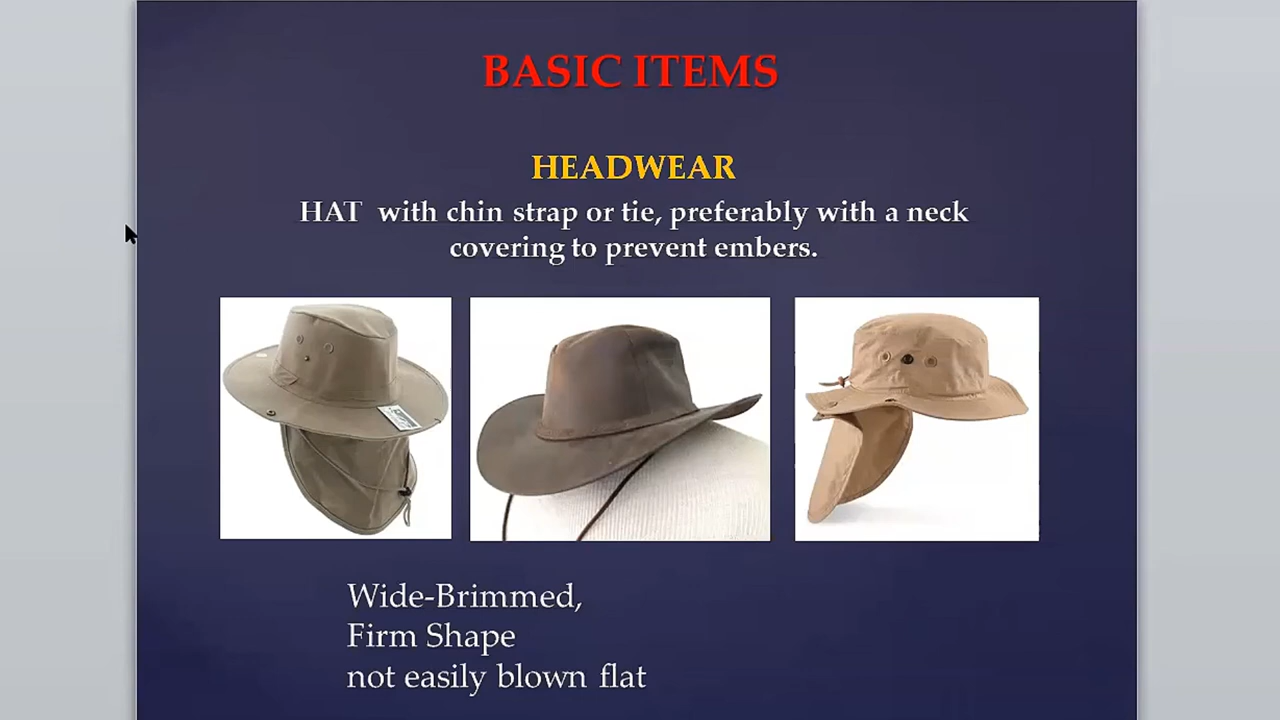 BASIC ITEMS
HEADWEAR
HAT with chin strap or tie, preferably with a neck
covering to prevent embers.
Wide-Brimmed,
Firm Shape
not easily blown flat